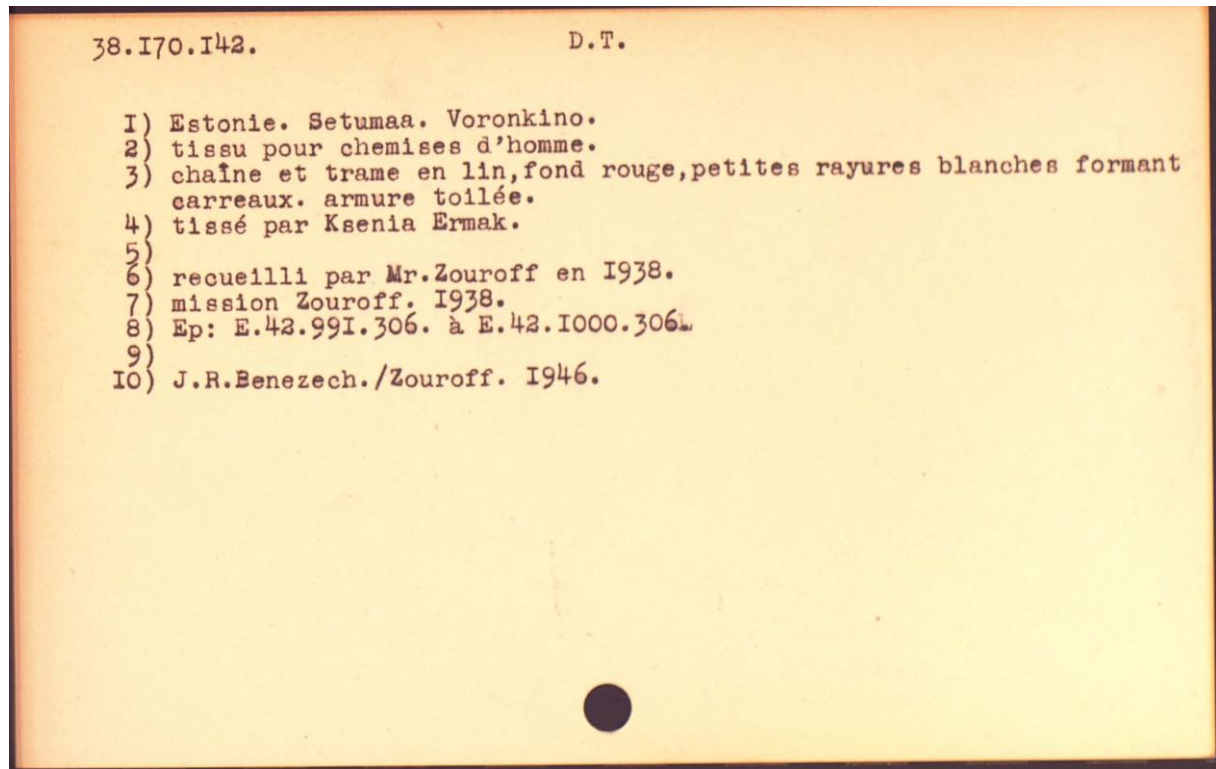 38.I70.I42. D.T.
I) Estonie. Setumaa. Voronkino.
2) tissu pour chemises d'homme.
3) chaîne et trame en lin,fond rouge,petites rayures blanches formant
carreaux. armure toilée.
4) tissé par Ksenia Ermak.
5)
6) recueilli par Mr.Zouroff en I938.
7) mission Zouroff. I938.
8) Ep: E.42.99I.306. à E.42.I000.306.
9)
I0) J.R.Benezech./Zouroff. I946.